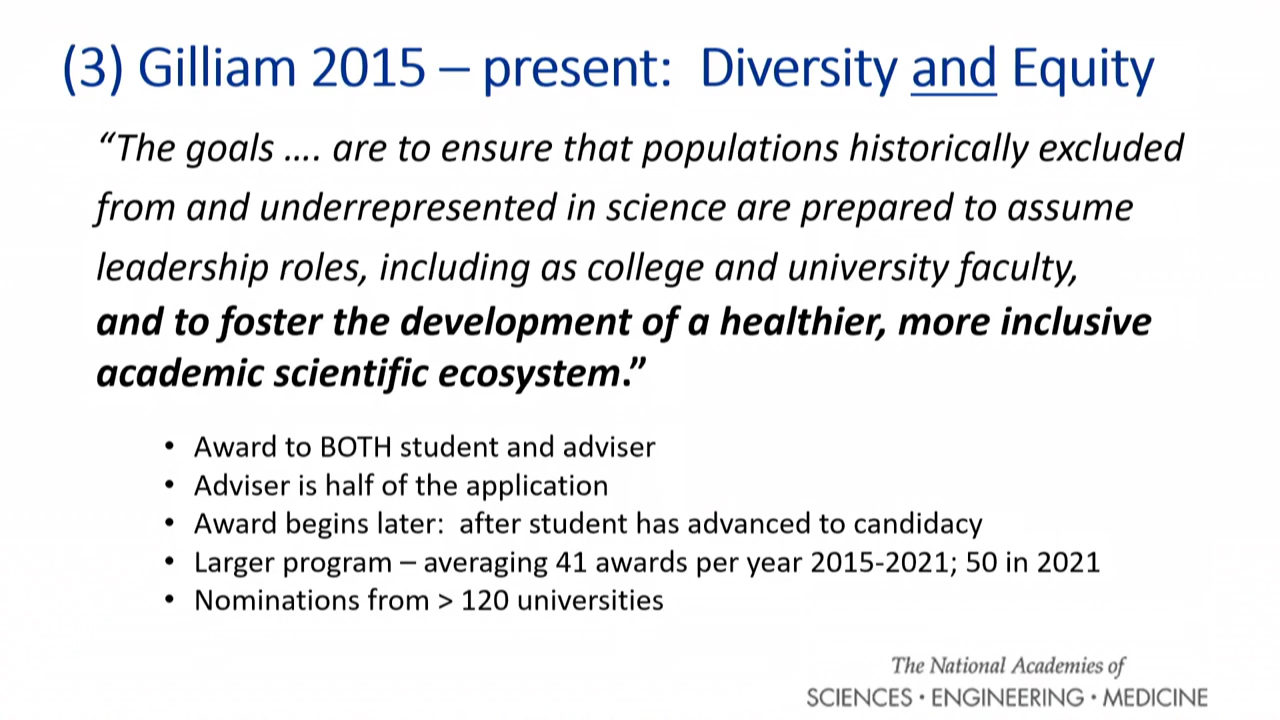 (3) Gilliam 2015 – present:  Diversity and Equity
“The goals .... are to ensure that populations historically excluded
from and underrepresented in science are prepared to assume
leadership roles, including as college and university faculty,
and to foster the development of a healthier, more inclusive
academic scientific ecosystem.”
• Award to BOTH student and adviser
• Adviser is half of the application
• Award begins later:  after student has advanced to candidacy
• Larger program – averaging 41 awards per year 2015-2021; 50 in 2021
• Nominations from > 120 universities
The National Academies of
SCIENCES · ENGINEERING · MEDICINE